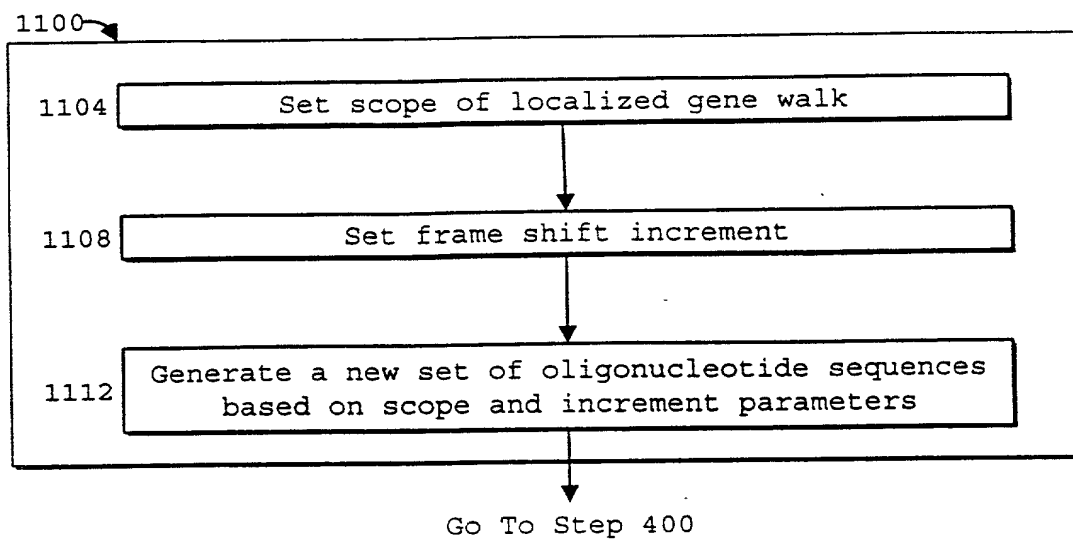 1100
1104 Set scope of localized gene walk
1108 Set frame shift increment
1112 Generate a new set of oligonucleotide sequences
based on scope and increment parameters
Go To Step 400